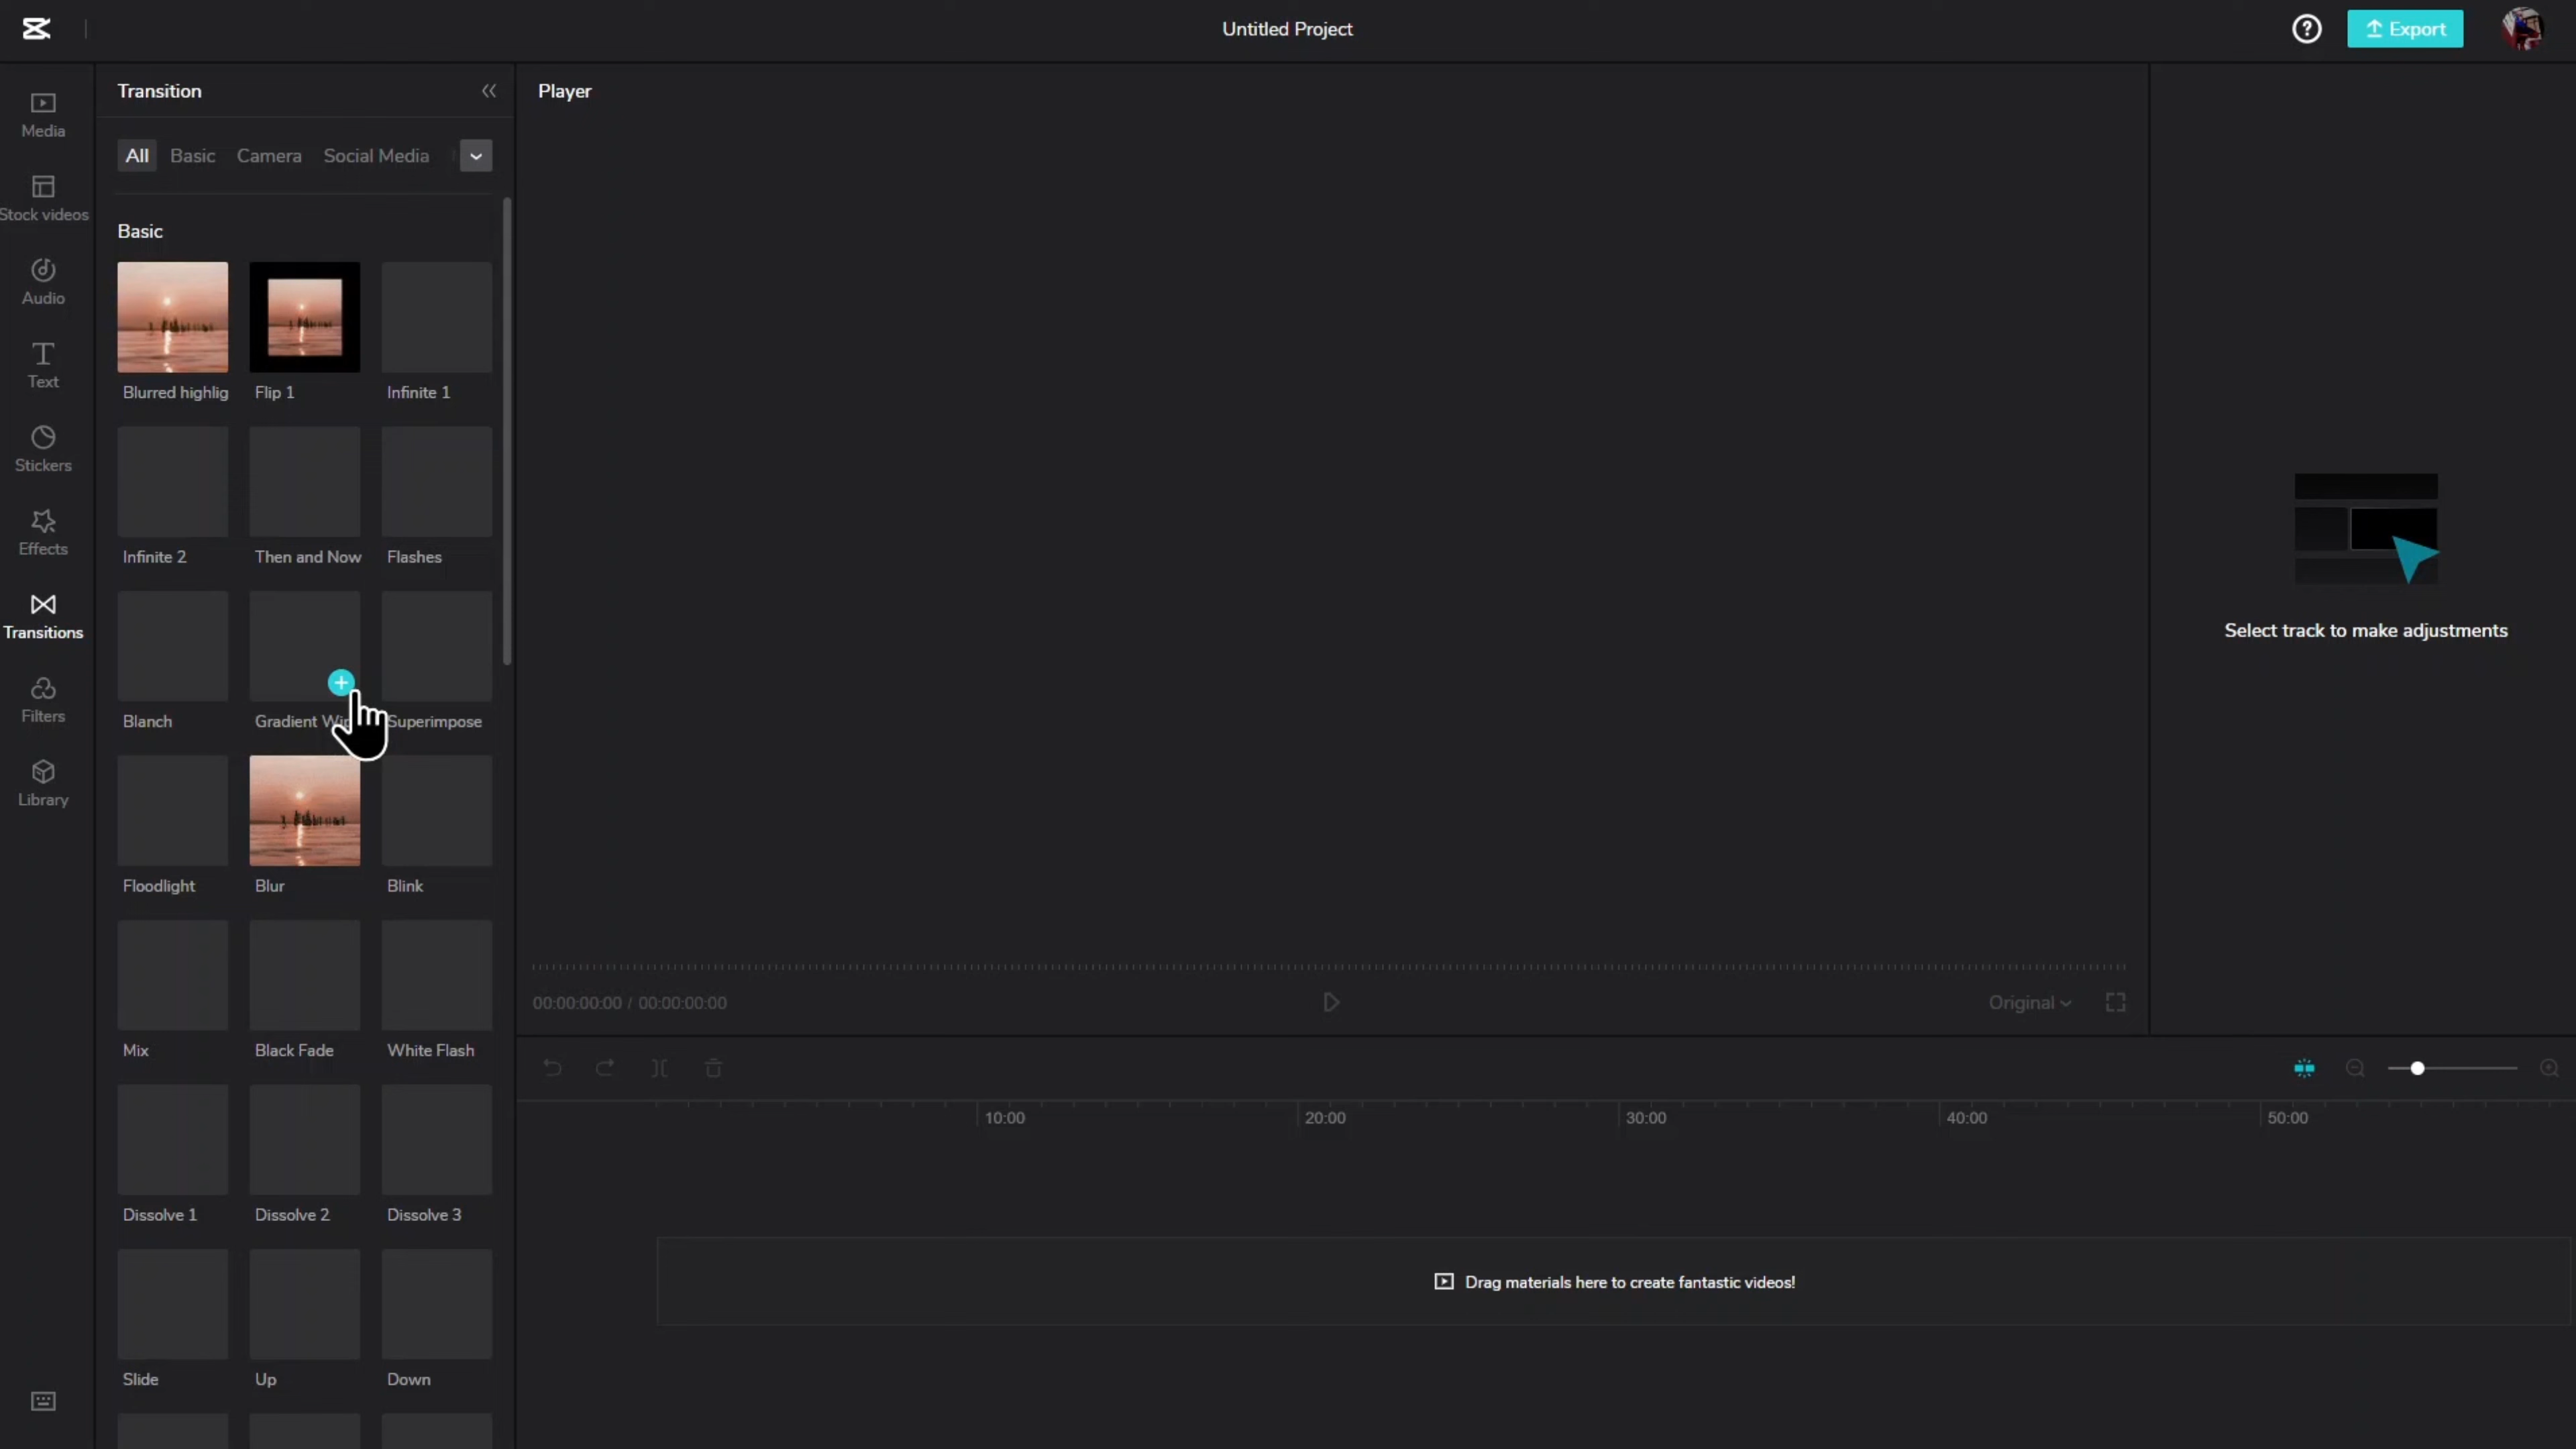 Untitled Project
Export
Media
Stock videos
Audio
Text
Stickers
Effects
Transitions
Filters
Library
Transition
All Basic Camera Social Media
Basic
Blurred highlig Flip 1 Infinite 1
Infinite 2 Then and Now Flashes
Blanch Gradient Superimpose
Floodlight Blur Blink
Mix Black Fade White Flash
Dissolve 1 Dissolve 2 Dissolve 3
Slide Up Down
Player
00:00:00:00 / 00:00:00:00
Original
Select track to make adjustments
10:00 20:00 30:00 40:00 50:00
Drag materials here to create fantastic videos!